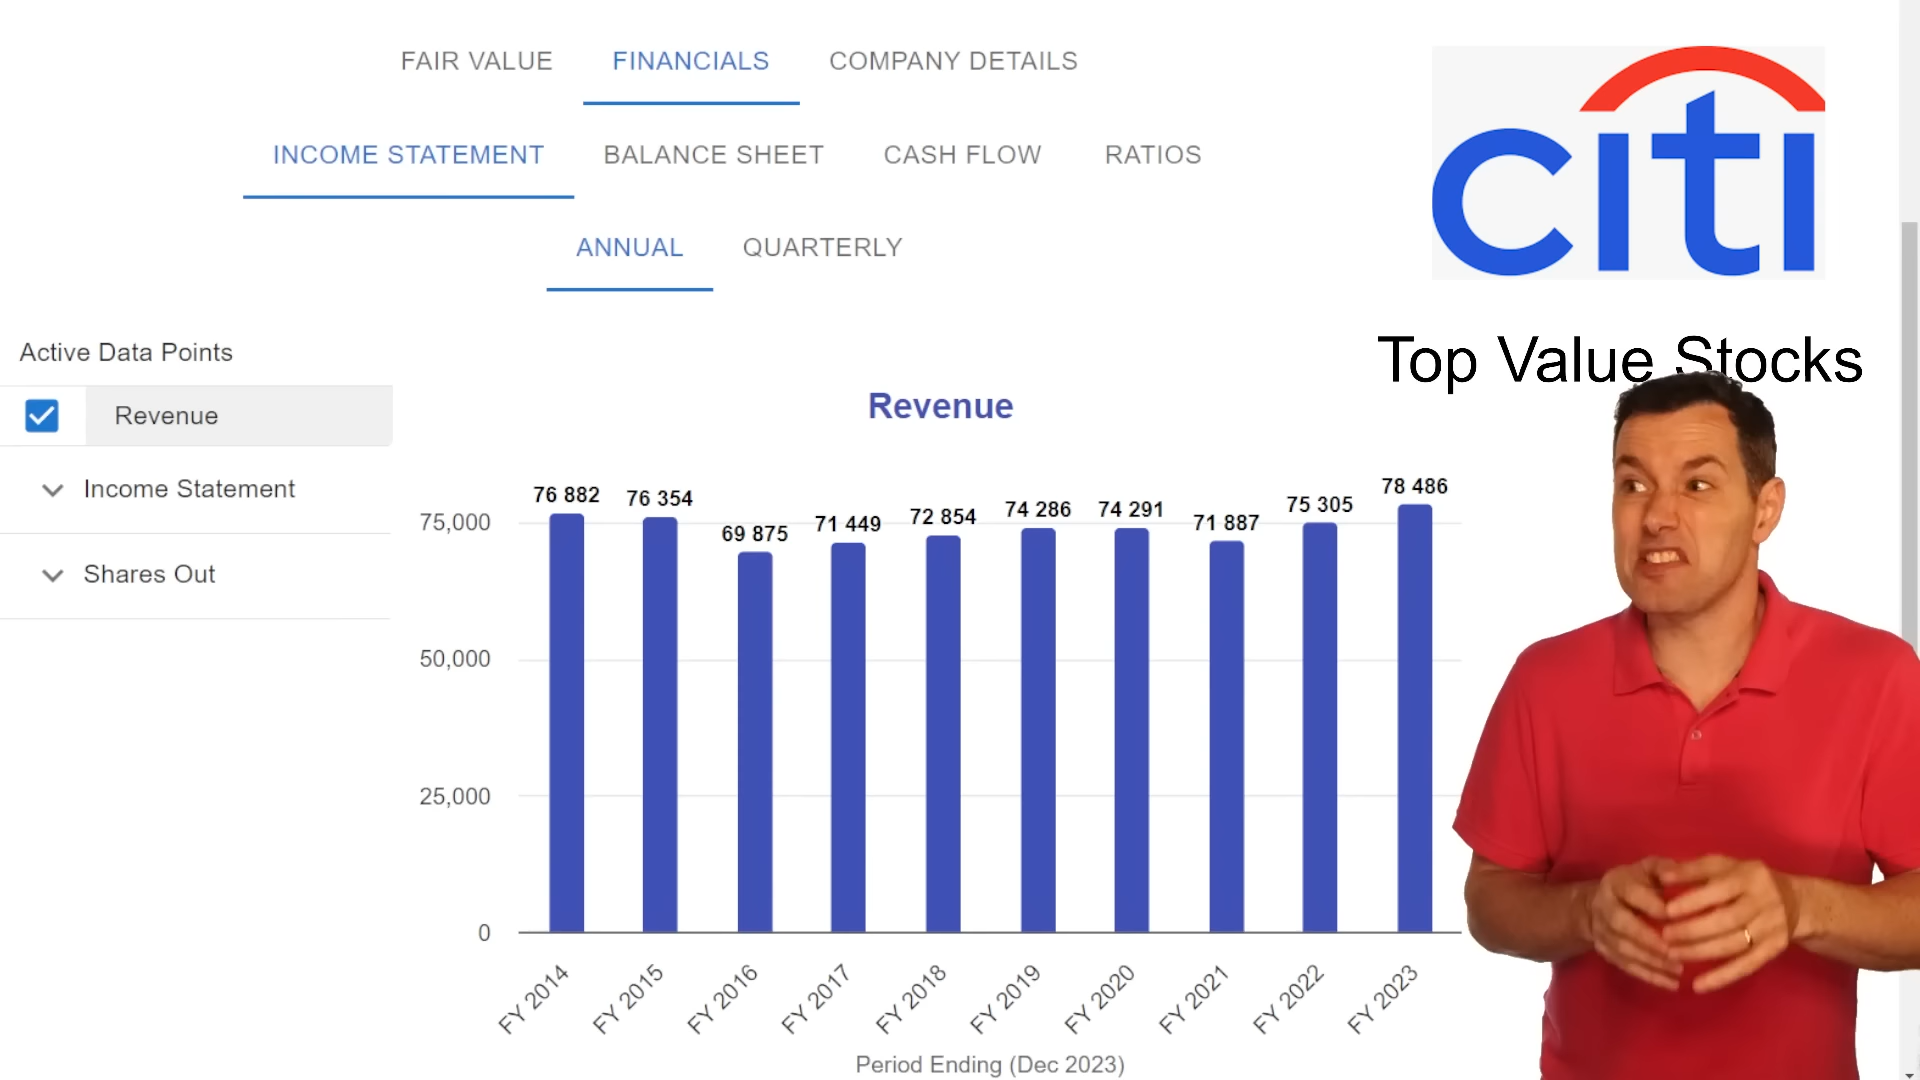 FAIR VALUE FINANCIALS COMPANY DETAILS
INCOME STATEMENT BALANCE SHEET CASH FLOW RATIOS
ANNUAL QUARTERLY
citi
Top Value Stocks
Active Data Points
Revenue
Income Statement
Shares Out
Revenue
76 882 76 354 69 875 71 449 72 854 74 286 74 291 71 887 75 305 78 486
75,000
50,000
25,000
0
FY 2014 FY 2015 FY 2016 FY 2017 FY 2018 FY 2019 FY 2020 FY 2021 FY 2022 FY 2023
Period Ending (Dec 2023)